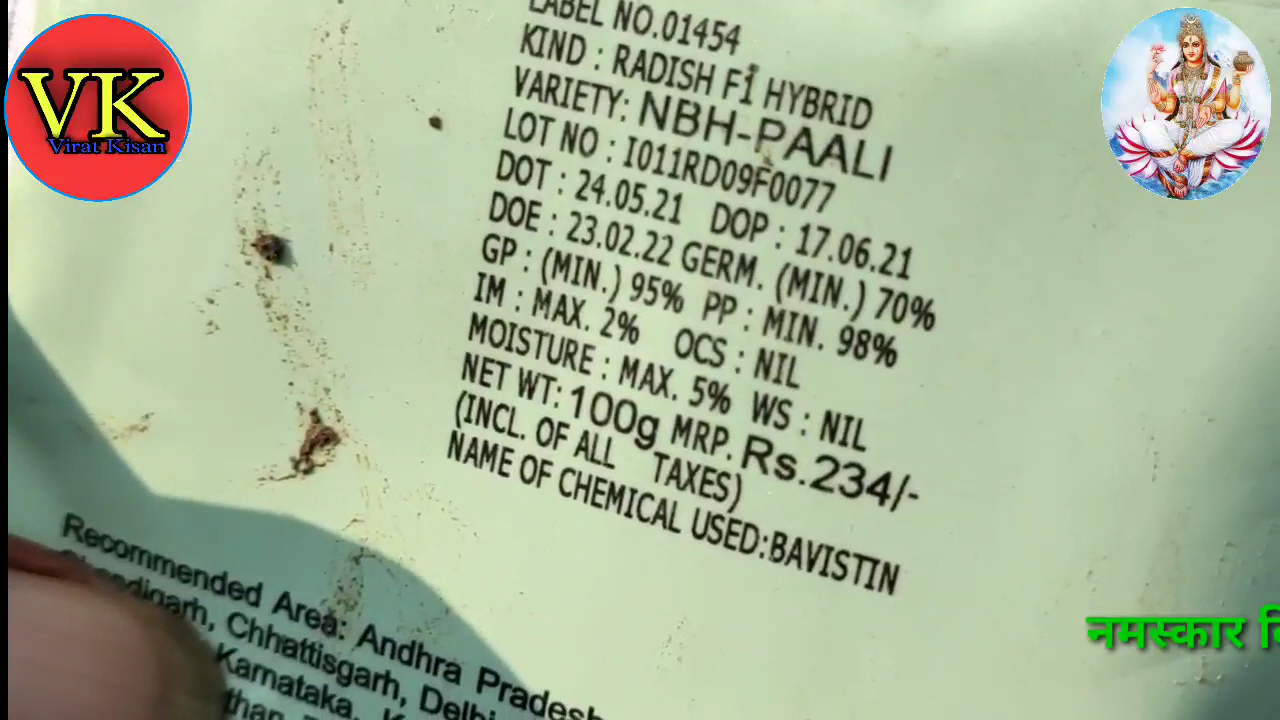 VK
Virat Kisan
LABEL NO.01454
KIND : RADISH F1 HYBRID
VARIETY: NBH-PAALI
LOT NO : I011RD09F0077
DOT : 24.05.21 DOP : 17.06.21
DOE : 23.02.22 GERM. (MIN.) 70%
GP : (MIN.) 95% PP : MIN. 98%
IM : MAX. 2% OCS : NIL
MOISTURE : MAX. 5% WS : NIL
NET WT: 100g MRP. Rs.234/-
(INCL. OF ALL TAXES)
NAME OF CHEMICAL USED:BAVISTIN
Recommended Area: Andhra Pradesh
Chandigarh, Chhattisgarh, Delhi
Karnataka,
नमस्कार